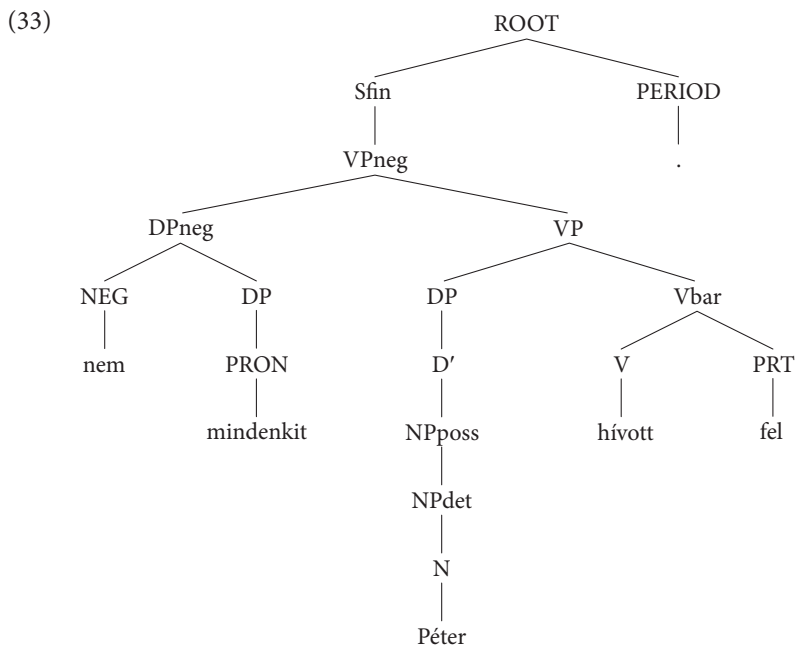 (33)
ROOT
Sfin PERIOD
VPneg .
DPneg VP
NEG DP DP Vbar
nem PRON D′ V PRT
mindenkit NPposs hívott fel
NPdet
N
Péter